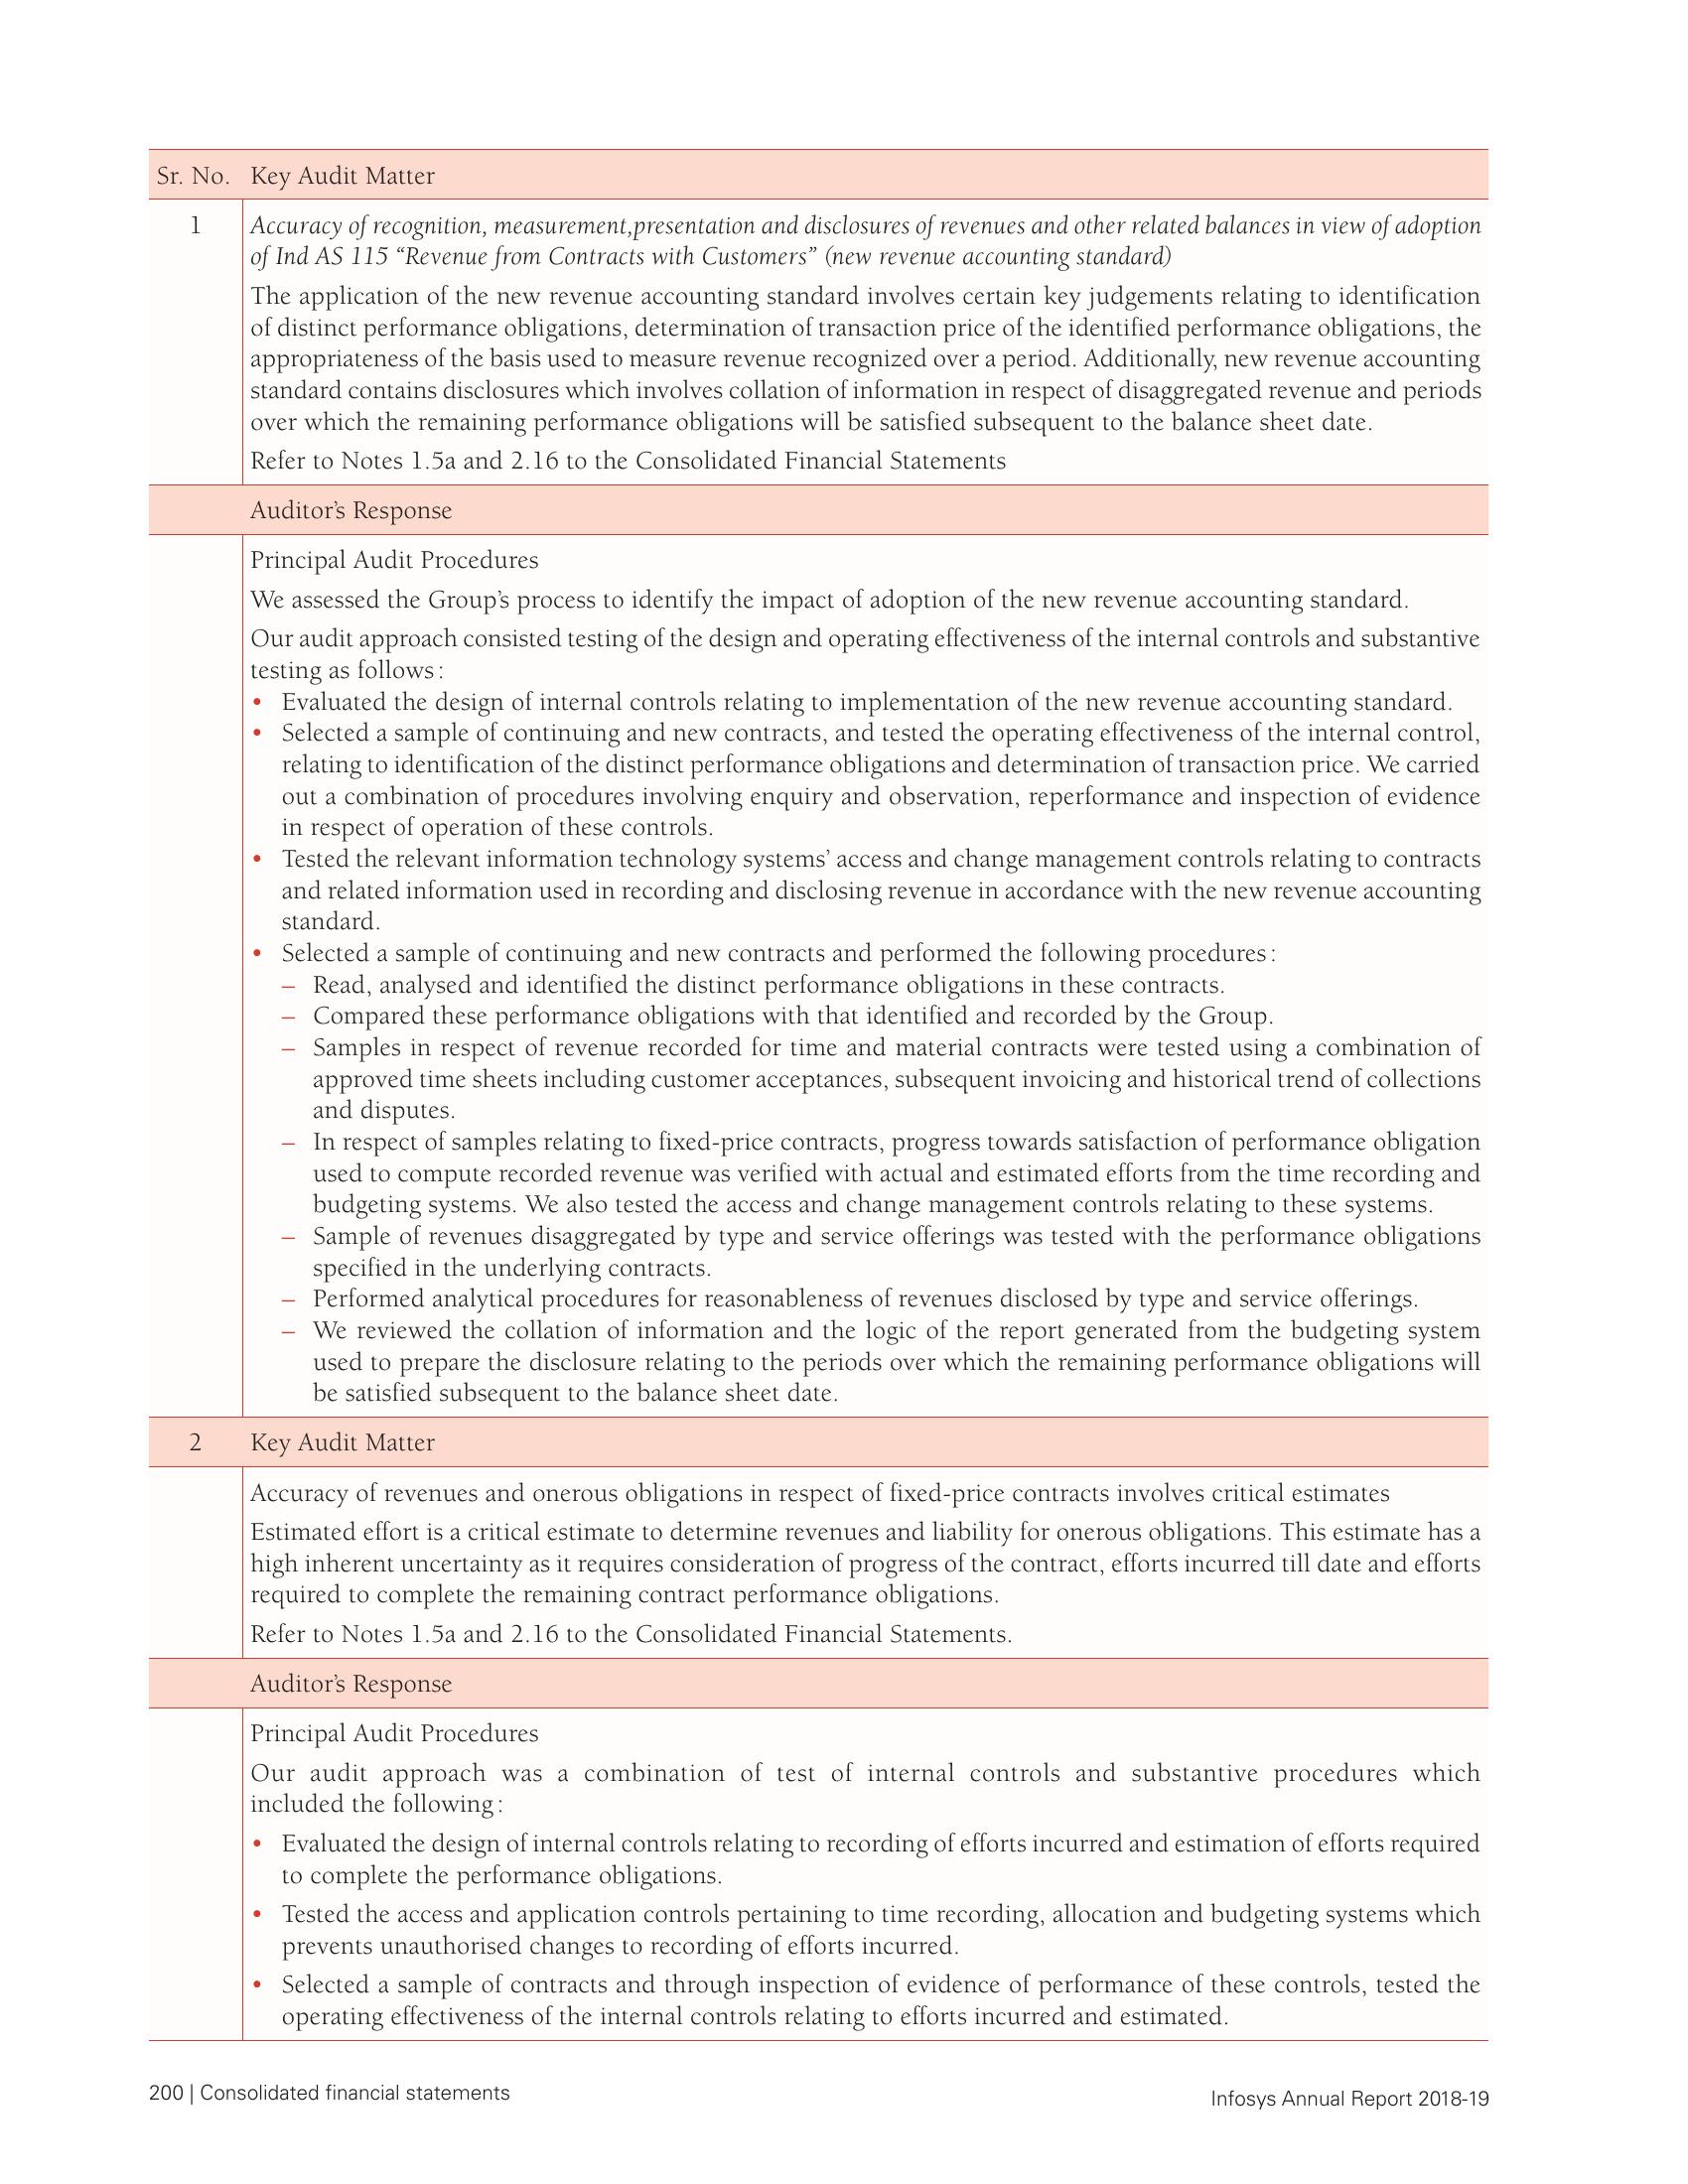 Sr. No. Key Audit Matter
1 Accuracy of recognition, measurement,presentation and disclosures of revenues and other related balances in view of adoption
of Ind AS 115 “Revenue from Contracts with Customers” (new revenue accounting standard)
The application of the new revenue accounting standard involves certain key judgements relating to identification
of distinct performance obligations, determination of transaction price of the identified performance obligations, the
appropriateness of the basis used to measure revenue recognized over a period. Additionally, new revenue accounting
standard contains disclosures which involves collation of information in respect of disaggregated revenue and periods
over which the remaining performance obligations will be satisfied subsequent to the balance sheet date.
Refer to Notes 1.5a and 2.16 to the Consolidated Financial Statements
Auditor’s Response
Principal Audit Procedures
We assessed the Group’s process to identify the impact of adoption of the new revenue accounting standard.
Our audit approach consisted testing of the design and operating effectiveness of the internal controls and substantive
testing as follows:
• Evaluated the design of internal controls relating to implementation of the new revenue accounting standard.
• Selected a sample of continuing and new contracts, and tested the operating effectiveness of the internal control,
relating to identification of the distinct performance obligations and determination of transaction price. We carried
out a combination of procedures involving enquiry and observation, reperformance and inspection of evidence
in respect of operation of these controls.
• Tested the relevant information technology systems’ access and change management controls relating to contracts
and related information used in recording and disclosing revenue in accordance with the new revenue accounting
standard.
• Selected a sample of continuing and new contracts and performed the following procedures:
– Read, analysed and identified the distinct performance obligations in these contracts.
– Compared these performance obligations with that identified and recorded by the Group.
– Samples in respect of revenue recorded for time and material contracts were tested using a combination of
approved time sheets including customer acceptances, subsequent invoicing and historical trend of collections
and disputes.
– In respect of samples relating to fixed-price contracts, progress towards satisfaction of performance obligation
used to compute recorded revenue was verified with actual and estimated efforts from the time recording and
budgeting systems. We also tested the access and change management controls relating to these systems.
– Sample of revenues disaggregated by type and service offerings was tested with the performance obligations
specified in the underlying contracts.
– Performed analytical procedures for reasonableness of revenues disclosed by type and service offerings.
– We reviewed the collation of information and the logic of the report generated from the budgeting system
used to prepare the disclosure relating to the periods over which the remaining performance obligations will
be satisfied subsequent to the balance sheet date.
2 Key Audit Matter
Accuracy of revenues and onerous obligations in respect of fixed-price contracts involves critical estimates
Estimated effort is a critical estimate to determine revenues and liability for onerous obligations. This estimate has a
high inherent uncertainty as it requires consideration of progress of the contract, efforts incurred till date and efforts
required to complete the remaining contract performance obligations.
Refer to Notes 1.5a and 2.16 to the Consolidated Financial Statements.
Auditor’s Response
Principal Audit Procedures
Our audit approach was a combination of test of internal controls and substantive procedures which
included the following:
• Evaluated the design of internal controls relating to recording of efforts incurred and estimation of efforts required
to complete the performance obligations.
• Tested the access and application controls pertaining to time recording, allocation and budgeting systems which
prevents unauthorised changes to recording of efforts incurred.
• Selected a sample of contracts and through inspection of evidence of performance of these controls, tested the
operating effectiveness of the internal controls relating to efforts incurred and estimated.
200 | Consolidated financial statements
Infosys Annual Report 2018-19